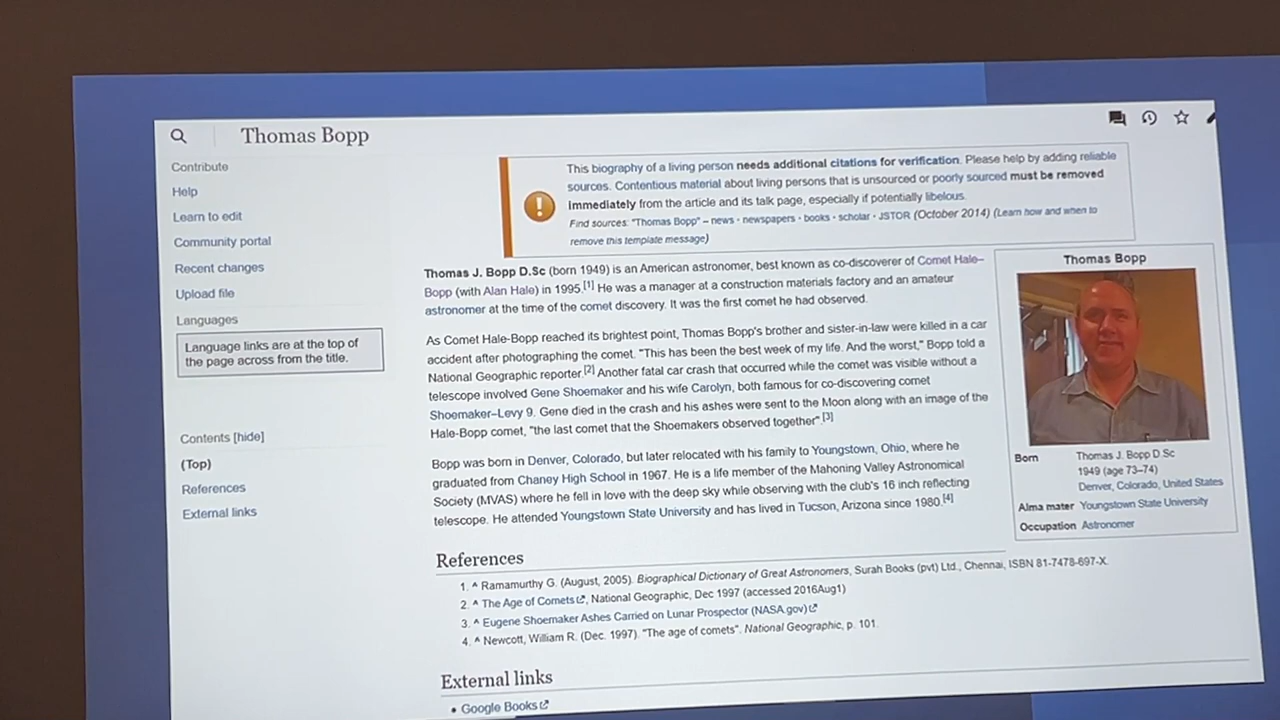 Thomas Bopp
Contribute
Help
Learn to edit
Community portal
Recent changes
Upload file
Languages
Language links are at the top of
the page across from the title.
Contents [hide]
(Top)
References
External links
This biography of a living person needs additional citations for verification. Please help by adding reliable
sources. Contentious material about living persons that is unsourced or poorly sourced must be removed
immediately from the article and its talk page, especially if potentially libelous.
Find sources: "Thomas Bopp" – news · newspapers · books · scholar · JSTOR (October 2014) (Learn how and when to
remove this template message)
Thomas J. Bopp D.Sc (born 1949) is an American astronomer, best known as co-discoverer of Comet Hale–
Bopp (with Alan Hale) in 1995.[1] He was a manager at a construction materials factory and an amateur
astronomer at the time of the comet discovery. It was the first comet he had observed.
As Comet Hale-Bopp reached its brightest point, Thomas Bopp's brother and sister-in-law were killed in a car
accident after photographing the comet. "This has been the best week of my life. And the worst," Bopp told a
National Geographic reporter.[2] Another fatal car crash that occurred while the comet was visible without a
telescope involved Gene Shoemaker and his wife Carolyn, both famous for co-discovering comet
Shoemaker–Levy 9. Gene died in the crash and his ashes were sent to the Moon along with an image of the
Hale-Bopp comet, "the last comet that the Shoemakers observed together".[3]
Bopp was born in Denver, Colorado, but later relocated with his family to Youngstown, Ohio, where he
graduated from Chaney High School in 1967. He is a life member of the Mahoning Valley Astronomical
Society (MVAS) where he fell in love with the deep sky while observing with the club's 16 inch reflecting
telescope. He attended Youngstown State University and has lived in Tucson, Arizona since 1980.[4]
Thomas Bopp
Born Thomas J. Bopp D.Sc
1949 (age 73–74)
Denver, Colorado, United States
Alma mater Youngstown State University
Occupation Astronomer
References
1. ^ Ramamurthy G. (August, 2005). Biographical Dictionary of Great Astronomers, Surah Books (pvt) Ltd., Chennai, ISBN 81-7478-697-X.
2. ^ The Age of Comets, National Geographic, Dec 1997 (accessed 2016Aug1)
3. ^ Eugene Shoemaker Ashes Carried on Lunar Prospector (NASA.gov)
4. ^ Newcott, William R. (Dec. 1997). "The age of comets". National Geographic, p. 101.
External links
• Google Books